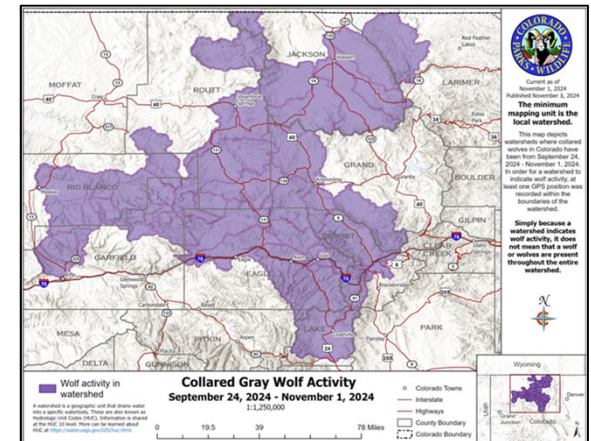 COLORADO
PARKS • WILDLIFE
Current as of
November 1, 2024
Published November 3, 2024
The minimum
mapping unit is the
local watershed.
This map depicts
watersheds where collared
wolves in Colorado have
been from September 24,
2024 - November 1, 2024.
In order for a watershed to
indicate wolf activity, at
least one GPS position was
recorded within the
boundaries of the
watershed.
Simply because a
watershed indicates
wolf activity, it does
not mean that a wolf
or wolves are present
throughout the entire
watershed.
N
JACKSON
Walden
Red Feather
Lakes
MOFFAT
ROUTT
LARIMER
Craig
Steamboat
Springs
Estes
Park
GRAND
BOULDER
Kremmling
Granby
RIO BLANCO
Meeker
GILPIN
SUMMIT
CLEAR
CREEK
Idaho
Springs
GARFIELD
Rifle
Glenwood
Springs
Eagle
Avon
Vail
EAGLE
Breckenridge
Carbondale
Basalt
MESA
PITKIN
Aspen
LAKE
Leadville
Fairplay
PARK
DELTA
GUNNISON
Wolf activity in
watershed
A watershed is a geographic unit that drains water
into a specific waterbody. These are also known as
Hydrologic Unit Codes (HUC). Information is shared
at the HUC 10 level. More can be learned about
HUC at https://water.usgs.gov/GIS/huc.html.
Collared Gray Wolf Activity
September 24, 2024 - November 1, 2024
1:1,250,000
0 19.5 39 78 Miles
Colorado Towns
Interstate
Highways
County Boundary
Colorado Boundary
Wyoming
Utah
Denver
Grand
Junction
Colorado